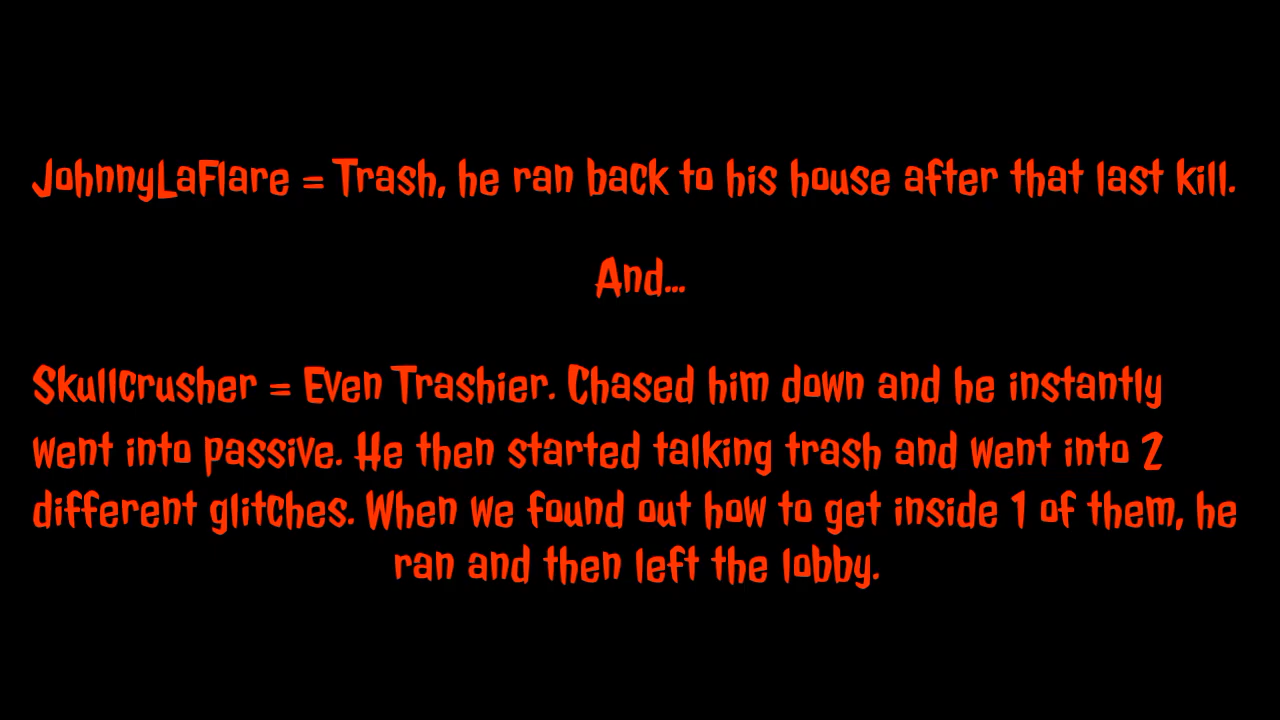 JohnnyLaFlare = Trash, he ran back to his house after that last kill.
And...
Skullcrusher = Even Trashier. Chased him down and he instantly
went into passive. He then started talking trash and went into 2
different glitches. When we found out how to get inside 1 of them, he
ran and then left the lobby.